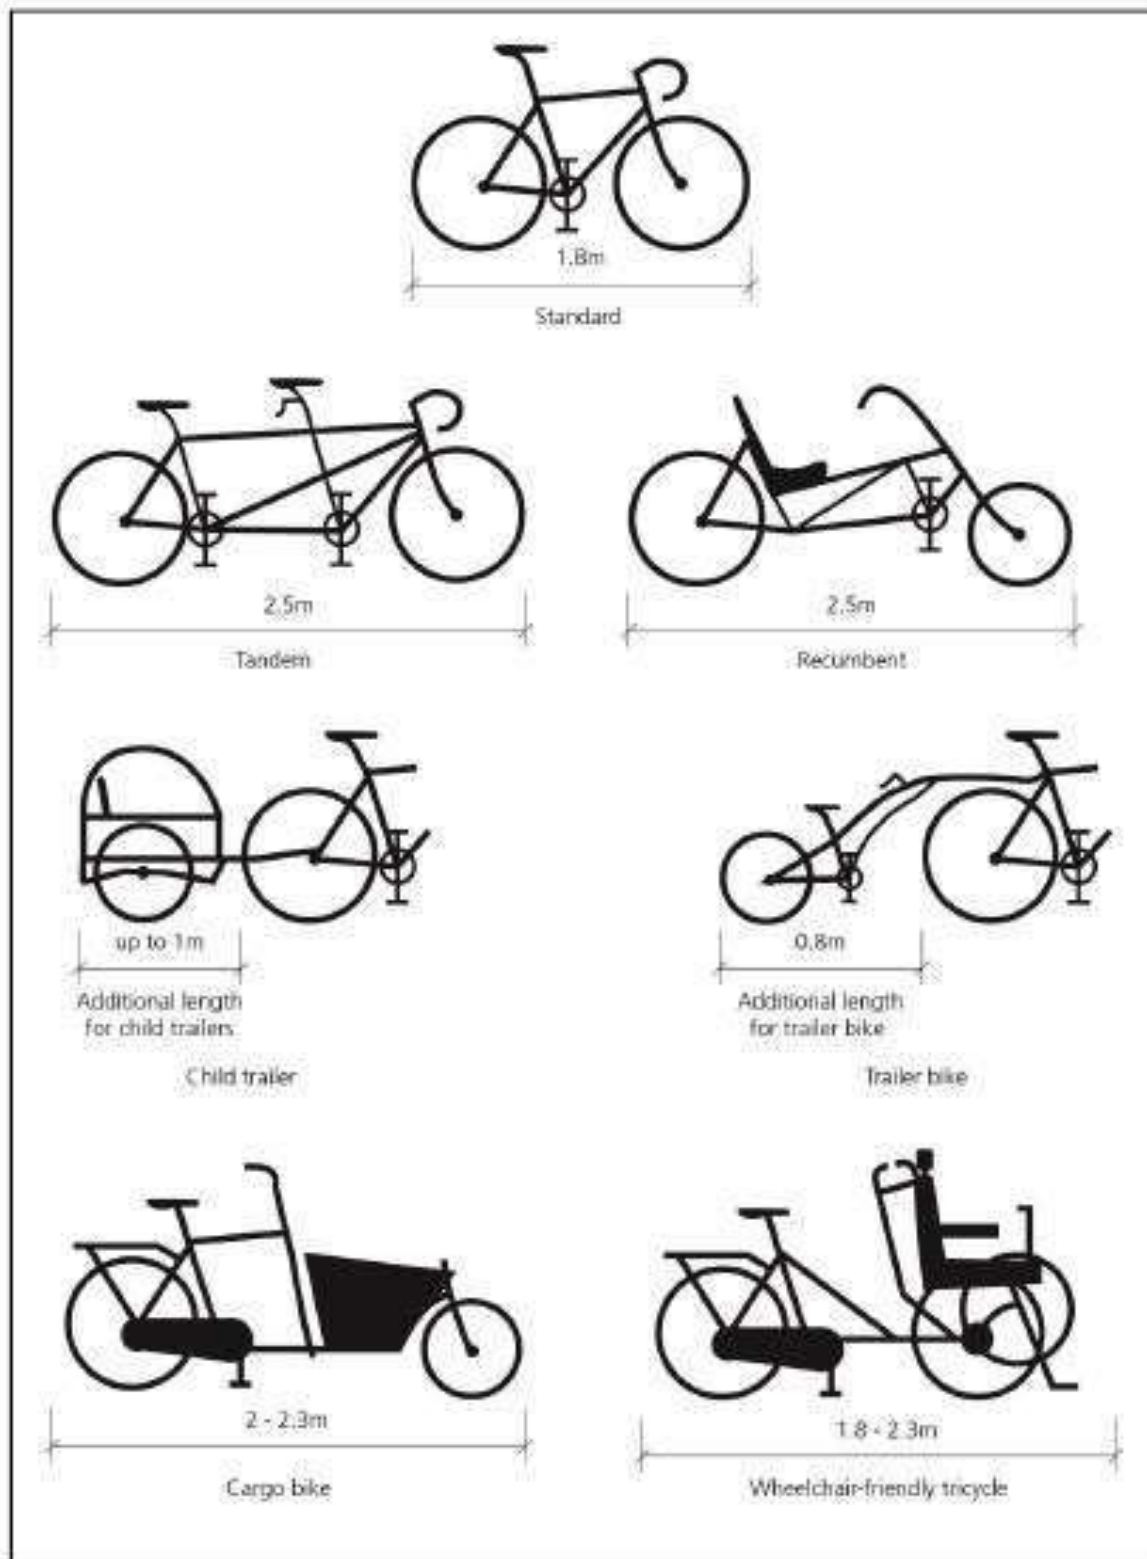 1.8m
Standard
2.5m
Tandem
2.5m
Recumbent
up to 1m
Additional length
for child trailers
Child trailer
0.8m
Additional length
for trailer bike
Trailer bike
2 - 2.3m
Cargo bike
1.8 - 2.3m
Wheelchair-friendly tricycle